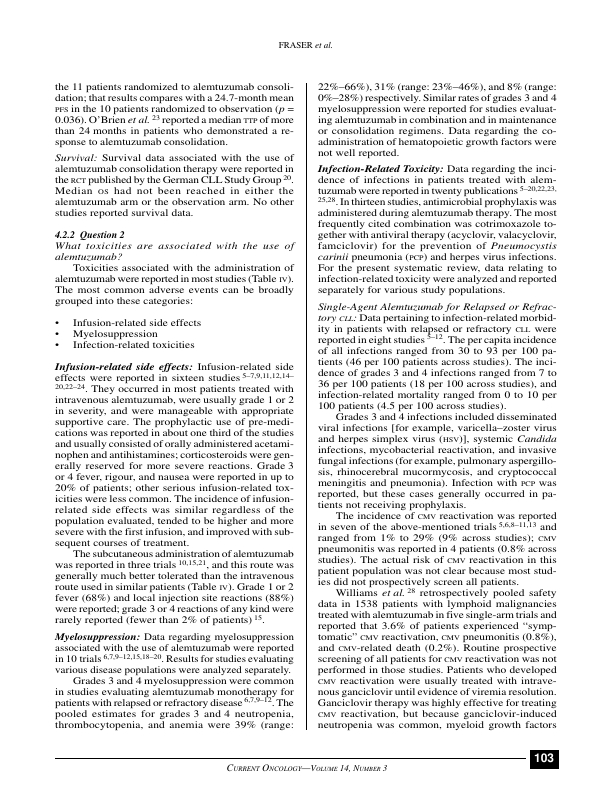 FRASER et al.
the 11 patients randomized to alemtuzumab consoli-
dation; that results compares with a 24.7-month mean
PFS in the 10 patients randomized to observation (p =
0.036). O'Brien et al. 23 reported a median TTP of more
than 24 months in patients who demonstrated a re-
sponse to alemtuzumab consolidation.
Survival: Survival data associated with the use of
alemtuzumab consolidation therapy were reported in
the RCT published by the German CLL Study Group 20.
Median OS had not been reached in either the
alemtuzumab arm or the observation arm. No other
studies reported survival data.
4.2.2 Question 2
What toxicities are associated with the use of
alemtuzumab?
Toxicities associated with the administration of
alemtuzumab were reported in most studies (Table IV).
The most common adverse events can be broadly
grouped into these categories:
• Infusion-related side effects
• Myelosuppression
• Infection-related toxicities
Infusion-related side effects: Infusion-related side
effects were reported in sixteen studies 5–7,9,11,12,14–
20,22–24. They occurred in most patients treated with
intravenous alemtuzumab, were usually grade 1 or 2
in severity, and were manageable with appropriate
supportive care. The prophylactic use of pre-medi-
cations was reported in about one third of the studies
and usually consisted of orally administered acetami-
nophen and antihistamines; corticosteroids were gen-
erally reserved for more severe reactions. Grade 3
or 4 fever, rigour, and nausea were reported in up to
20% of patients; other serious infusion-related tox-
icities were less common. The incidence of infusion-
related side effects was similar regardless of the
population evaluated, tended to be higher and more
severe with the first infusion, and improved with sub-
sequent courses of treatment.
The subcutaneous administration of alemtuzumab
was reported in three trials 10,15,21, and this route was
generally much better tolerated than the intravenous
route used in similar patients (Table IV). Grade 1 or 2
fever (68%) and local injection site reactions (88%)
were reported; grade 3 or 4 reactions of any kind were
rarely reported (fewer than 2% of patients) 15.
Myelosuppression: Data regarding myelosuppression
associated with the use of alemtuzumab were reported
in 10 trials 6,7,9–12,15,18–20. Results for studies evaluating
various disease populations were analyzed separately.
Grades 3 and 4 myelosuppression were common
in studies evaluating alemtuzumab monotherapy for
patients with relapsed or refractory disease 6,7,9–12. The
pooled estimates for grades 3 and 4 neutropenia,
thrombocytopenia, and anemia were 39% (range:
22%–66%), 31% (range: 23%–46%), and 8% (range:
0%–28%) respectively. Similar rates of grades 3 and 4
myelosuppression were reported for studies evaluat-
ing alemtuzumab in combination and in maintenance
or consolidation regimens. Data regarding the co-
administration of hematopoietic growth factors were
not well reported.
Infection-Related Toxicity: Data regarding the inci-
dence of infections in patients treated with alem-
tuzumab were reported in twenty publications 5–20,22,23,
25,28. In thirteen studies, antimicrobial prophylaxis was
administered during alemtuzumab therapy. The most
frequently cited combination was cotrimoxazole to-
gether with antiviral therapy (acyclovir, valacyclovir,
famciclovir) for the prevention of Pneumocystis
carinii pneumonia (PCP) and herpes virus infections.
For the present systematic review, data relating to
infection-related toxicity were analyzed and reported
separately for various study populations.
Single-Agent Alemtuzumab for Relapsed or Refrac-
tory CLL: Data pertaining to infection-related morbid-
ity in patients with relapsed or refractory CLL were
reported in eight studies 5–12. The per capita incidence
of all infections ranged from 30 to 93 per 100 pa-
tients (46 per 100 patients across studies). The inci-
dence of grades 3 and 4 infections ranged from 7 to
36 per 100 patients (18 per 100 across studies), and
infection-related mortality ranged from 0 to 10 per
100 patients (4.5 per 100 across studies).
Grades 3 and 4 infections included disseminated
viral infections [for example, varicella–zoster virus
and herpes simplex virus (HSV)], systemic Candida
infections, mycobacterial reactivation, and invasive
fungal infections (for example, pulmonary aspergillo-
sis, rhinocerebral mucormycosis, and cryptococcal
meningitis and pneumonia). Infection with PCP was
reported, but these cases generally occurred in pa-
tients not receiving prophylaxis.
The incidence of CMV reactivation was reported
in seven of the above-mentioned trials 5,6,8–11,13 and
ranged from 1% to 29% (9% across studies); CMV
pneumonitis was reported in 4 patients (0.8% across
studies). The actual risk of CMV reactivation in this
patient population was not clear because most stud-
ies did not prospectively screen all patients.
Williams et al. 28 retrospectively pooled safety
data in 1538 patients with lymphoid malignancies
treated with alemtuzumab in five single-arm trials and
reported that 3.6% of patients experienced "symp-
tomatic" CMV reactivation, CMV pneumonitis (0.8%),
and CMV-related death (0.2%). Routine prospective
screening of all patients for CMV reactivation was not
performed in those studies. Patients who developed
CMV reactivation were usually treated with intrave-
nous ganciclovir until evidence of viremia resolution.
Ganciclovir therapy was highly effective for treating
CMV reactivation, but because ganciclovir-induced
neutropenia was common, myeloid growth factors
103
CURRENT ONCOLOGY—VOLUME 14, NUMBER 3